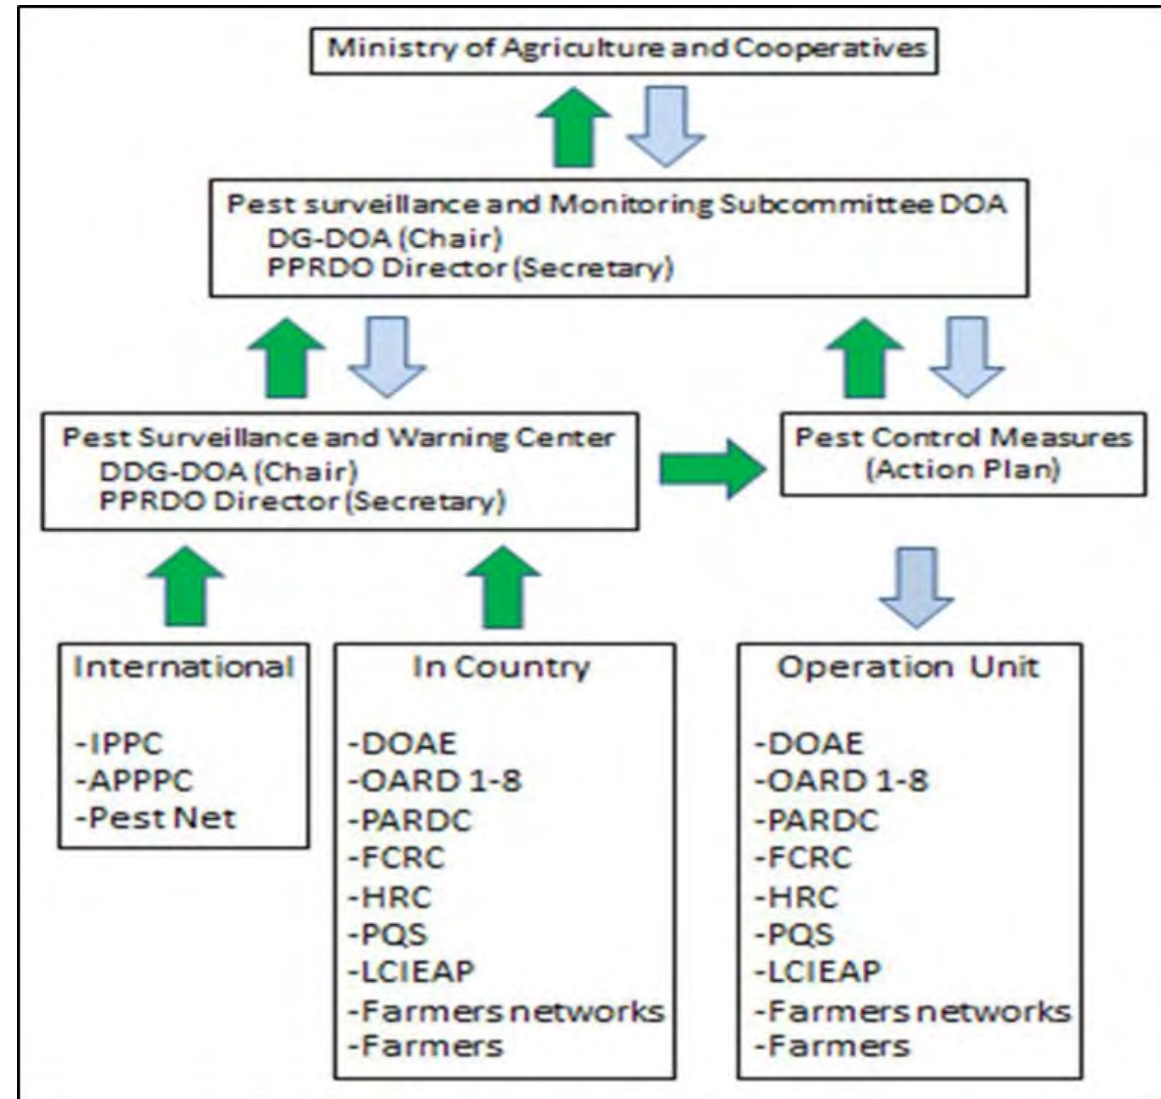 Ministry of Agriculture and Cooperatives
Pest surveillance and Monitoring Subcommittee DOA
DG-DOA (Chair)
PPRDO Director (Secretary)
Pest Surveillance and Warning Center
DDG-DOA (Chair)
PPRDO Director (Secretary)
Pest Control Measures
(Action Plan)
International
-IPPC
-APPPC
-Pest Net
In Country
-DOAE
-OARD 1-8
-PARDC
-FCRC
-HRC
-PQS
-LCIEAP
-Farmers networks
-Farmers
Operation Unit
-DOAE
-OARD 1-8
-PARDC
-FCRC
-HRC
-PQS
-LCIEAP
-Farmers networks
-Farmers